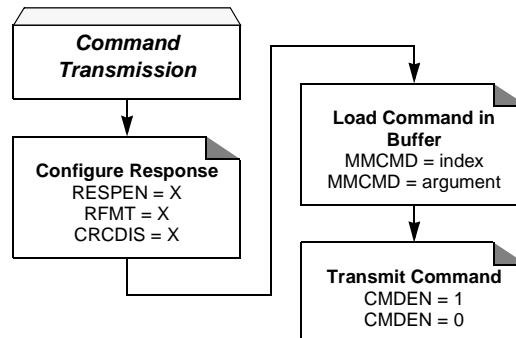 Command
Transmission
Configure Response
RESPEN = X
RFMT = X
CRCDIS = X
Load Command in
Buffer
MMCMD = index
MMCMD = argument
Transmit Command
CMDEN = 1
CMDEN = 0